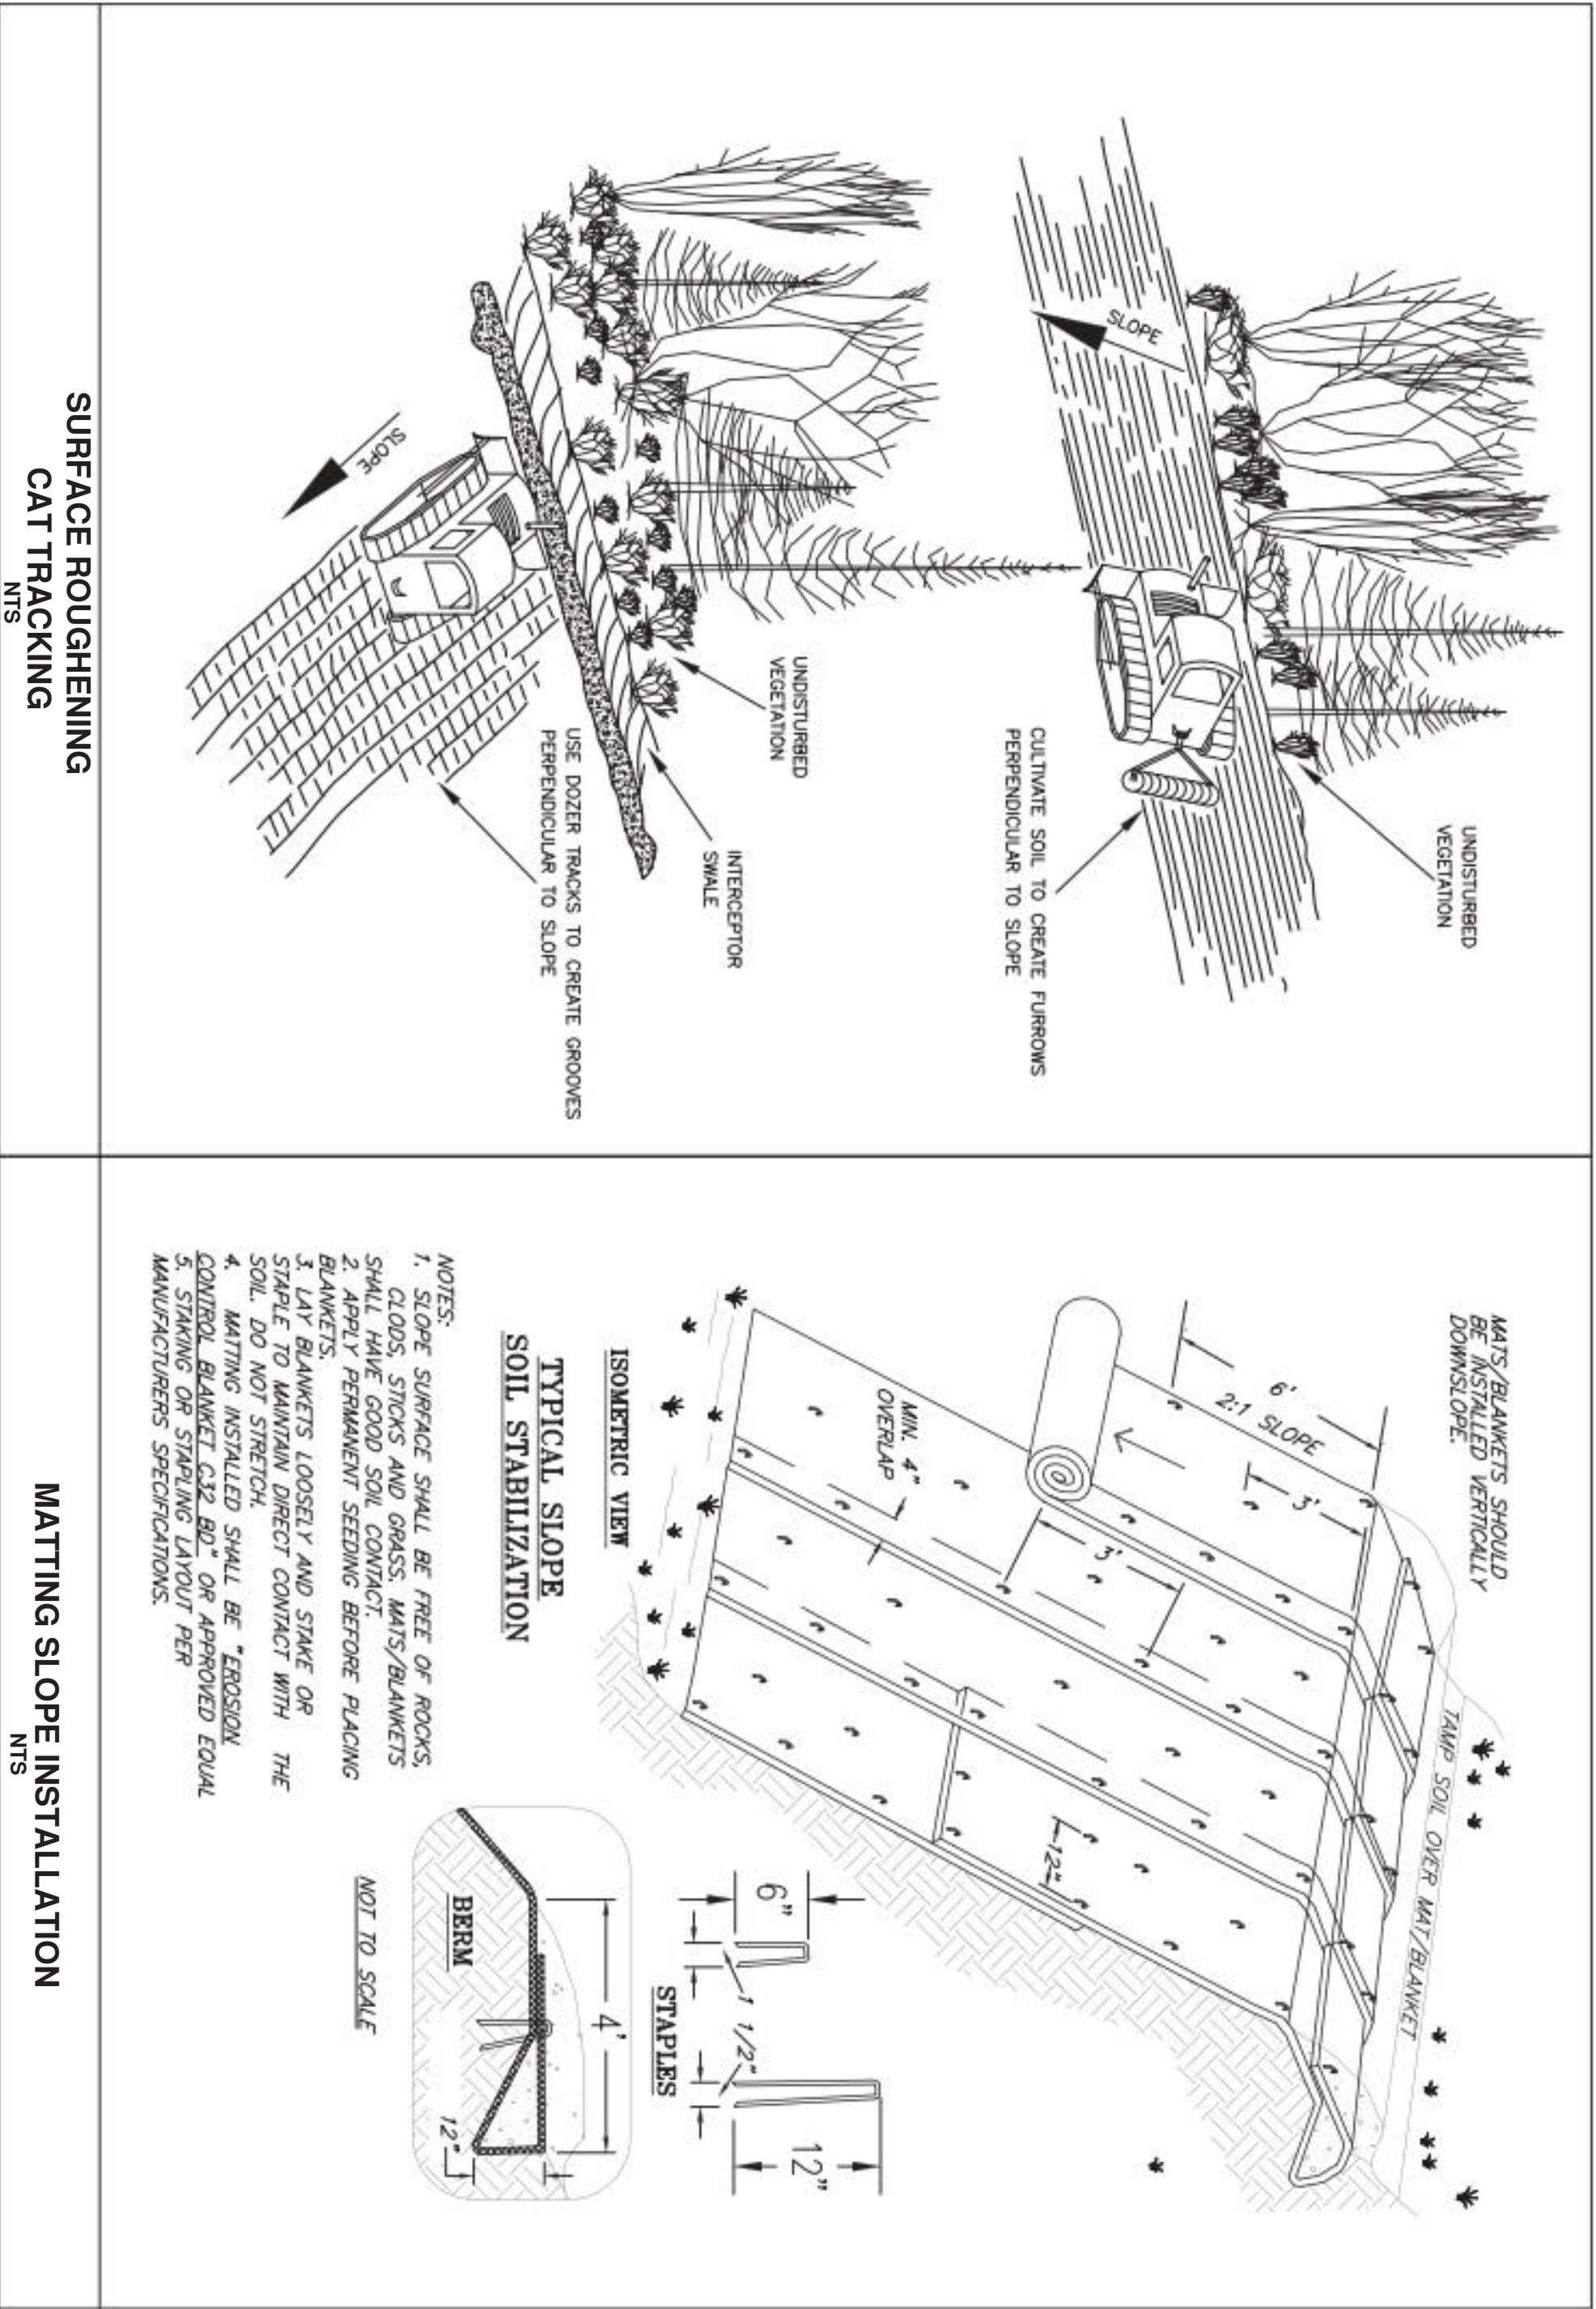 UNDISTURBED
VEGETATION
SLOPE
CULTIVATE SOIL TO CREATE FURROWS
PERPENDICULAR TO SLOPE
UNDISTURBED
VEGETATION
INTERCEPTOR
SWALE
SLOPE
USE DOZER TRACKS TO CREATE GROOVES
PERPENDICULAR TO SLOPE
SURFACE ROUGHENING
CAT TRACKING
NTS
MATS/BLANKETS SHOULD
BE INSTALLED VERTICALLY
DOWNSLOPE.
TAMP SOIL OVER MAT/BLANKET
6'
2:1 SLOPE
3'
3'
MIN. 4"
OVERLAP
12"
ISOMETRIC VIEW
TYPICAL SLOPE
SOIL STABILIZATION
6"
12"
1 1/2"
STAPLES
4'
BERM
12"
NOT TO SCALE
NOTES:
1. SLOPE SURFACE SHALL BE FREE OF ROCKS,
CLODS, STICKS AND GRASS. MATS/BLANKETS
SHALL HAVE GOOD SOIL CONTACT.
2. APPLY PERMANENT SEEDING BEFORE PLACING
BLANKETS.
3. LAY BLANKETS LOOSELY AND STAKE OR
STAPLE TO MAINTAIN DIRECT CONTACT WITH THE
SOIL. DO NOT STRETCH.
4. MATTING INSTALLED SHALL BE "EROSION
CONTROL BLANKET C32 BD" OR APPROVED EQUAL
5. STAKING OR STAPLING LAYOUT PER
MANUFACTURERS SPECIFICATIONS.
MATTING SLOPE INSTALLATION
NTS